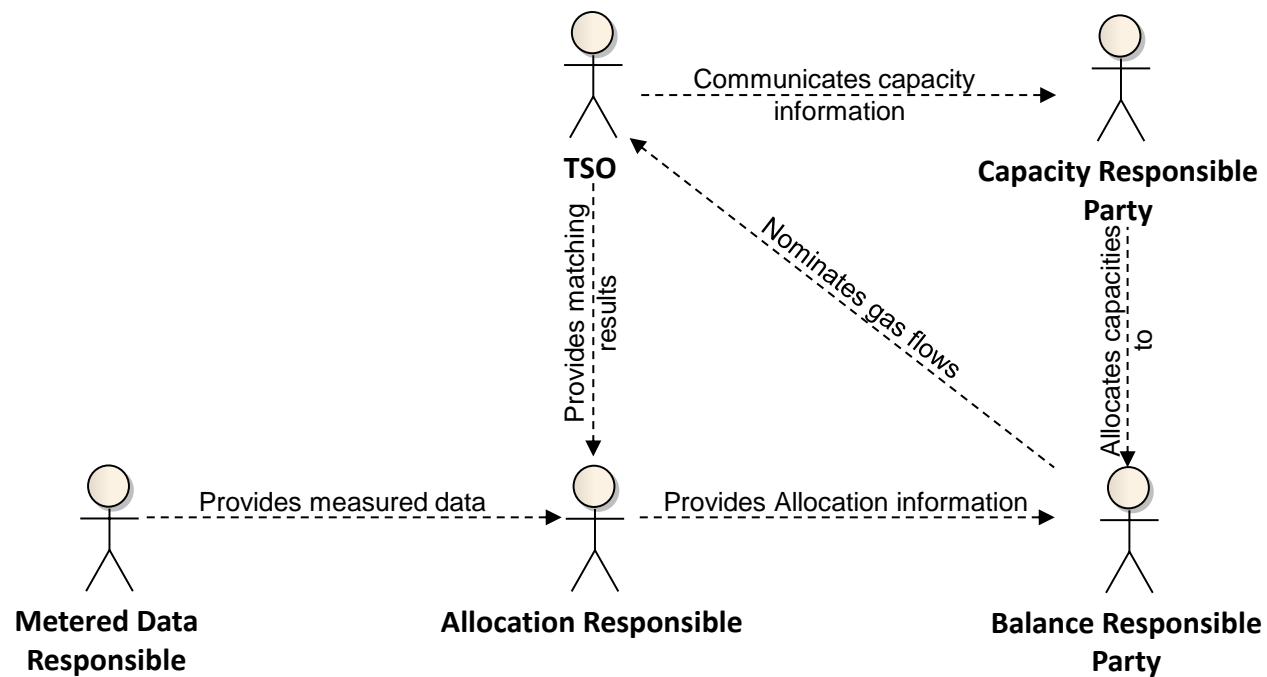 Communicates capacity
information
TSO
Capacity Responsible
Party
Provides matching
results
Nominates gas flows
Allocates capacities
to
Provides measured data
Provides Allocation information
Metered Data
Responsible
Allocation Responsible
Balance Responsible
Party